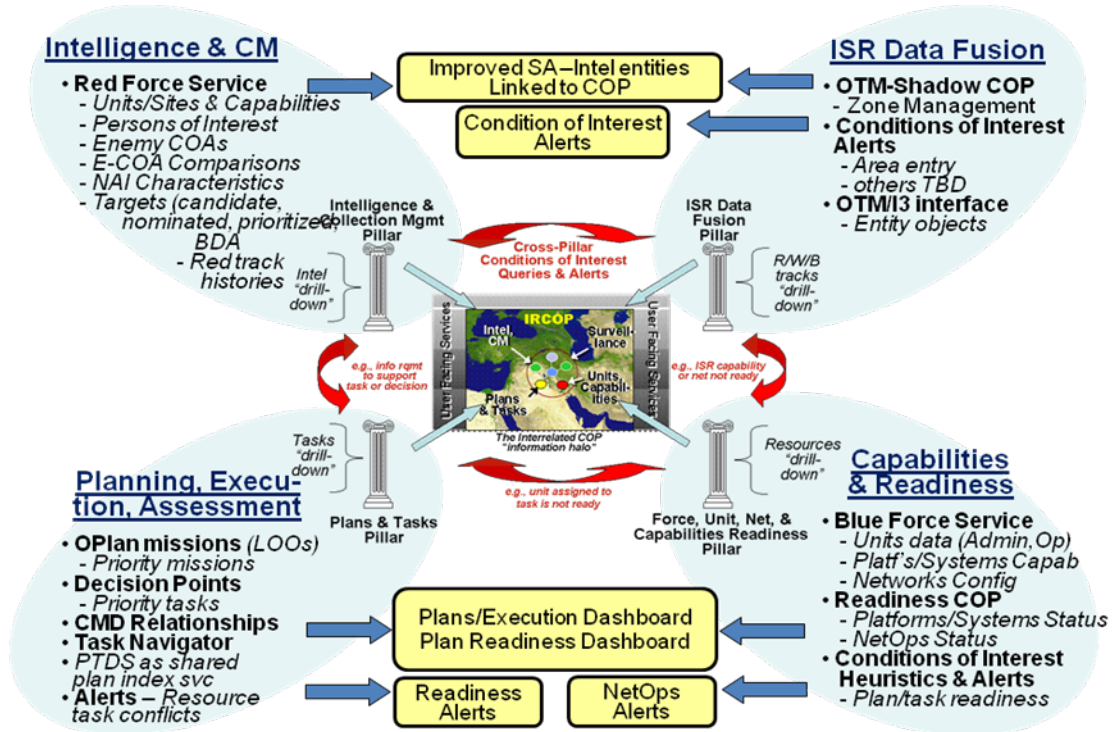 Intelligence & CM
• Red Force Service
- Units/Sites & Capabilities
- Persons of Interest
- Enemy COAs
- E-COA Comparisons
- NAI Characteristics
- Targets (candidate,
nominated, prioritized,
BDA
- Red track
histories
Improved SA–Intel entities
Linked to COP
Condition of Interest
Alerts
ISR Data Fusion
• OTM-Shadow COP
- Zone Management
• Conditions of Interest
Alerts
- Area entry
- others TBD
• OTM/I3 interface
- Entity objects
Intelligence &
Collection Mgmt
Pillar
Intel
"drill-
down"
Cross-Pillar
Conditions of Interest
Queries & Alerts
ISR Data
Fusion
Pillar
R/W/B
tracks
"drill-
down"
User Facing Services
IRCOP
Intel,
CM
Surveil-
lance
Plans
& Tasks
Units,
Capabil-
ities
User Facing Services
The Interrelated COP
"information halo"
e.g., info rqmt
to support
task or decision
e.g., ISR capability
or net not ready
e.g., unit assigned to
task is not ready
Tasks
"drill-
down"
Plans & Tasks
Pillar
Resources
"drill-
down"
Force, Unit, Net, &
Capabilities Readiness
Pillar
Planning, Execu-
tion, Assessment
• OPlan missions (LOOs)
- Priority missions
• Decision Points
- Priority tasks
• CMD Relationships
• Task Navigator
• PTDS as shared
plan index svc
• Alerts – Resource
task conflicts
Plans/Execution Dashboard
Plan Readiness Dashboard
Readiness
Alerts
NetOps
Alerts
Capabilities
& Readiness
• Blue Force Service
- Units data (Admin,Op)
- Platf's/Systems Capab
- Networks Config
• Readiness COP
- Platforms/Systems Status
- NetOps Status
• Conditions of Interest
Heuristics & Alerts
- Plan/task readiness